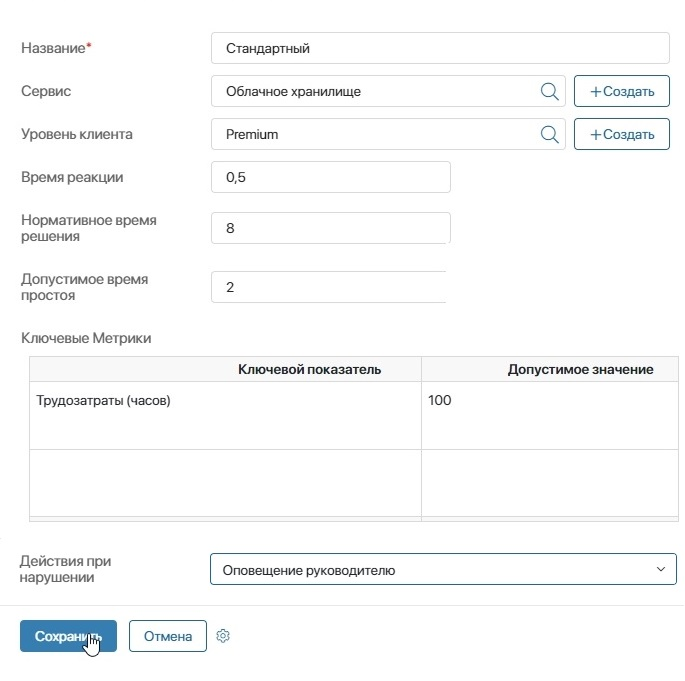 Название* Стандартный
Сервис Облачное хранилище +Создать
Уровень клиента Premium +Создать
Время реакции 0,5
Нормативное время
решения 8
Допустимое время
простоя 2
Ключевые Метрики
Ключевой показатель Допустимое значение
Трудозатраты (часов) 100
Действия при
нарушении Оповещение руководителю
Сохранить Отмена